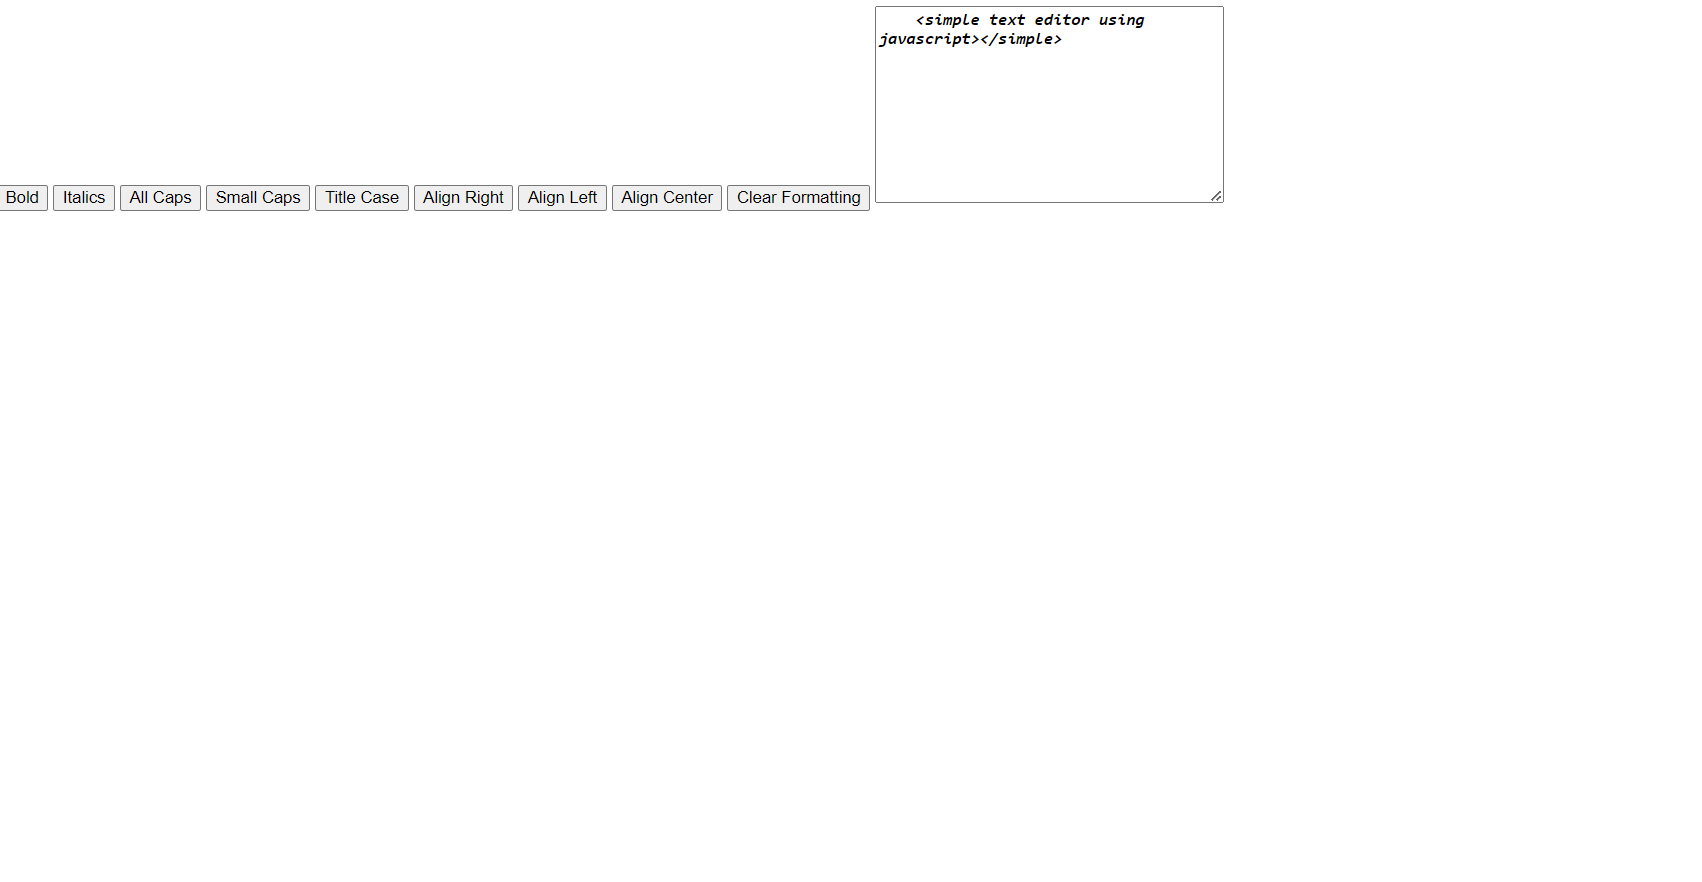 <simple text editor using
javascript></simple>
Bold Italics All Caps Small Caps Title Case Align Right Align Left Align Center Clear Formatting